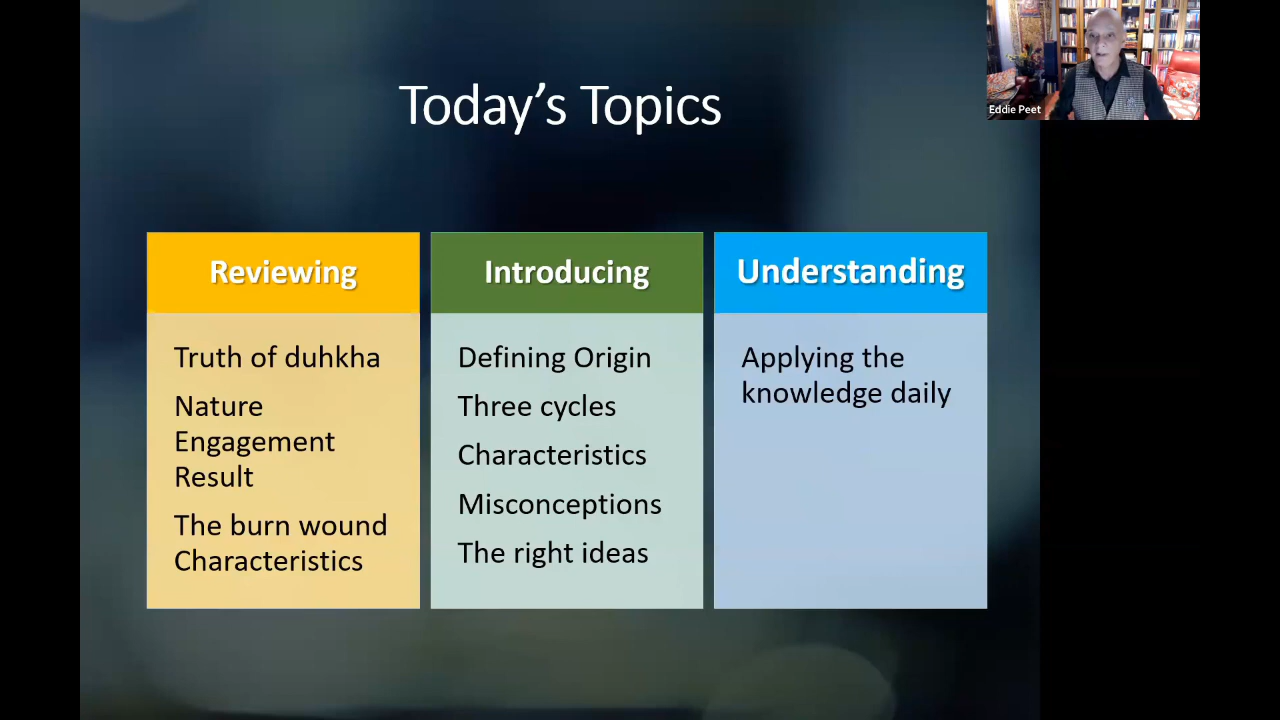 Today's Topics
Eddie Peet
Reviewing
Truth of duhkha
Nature
Engagement
Result
The burn wound
Characteristics
Introducing
Defining Origin
Three cycles
Characteristics
Misconceptions
The right ideas
Understanding
Applying the
knowledge daily